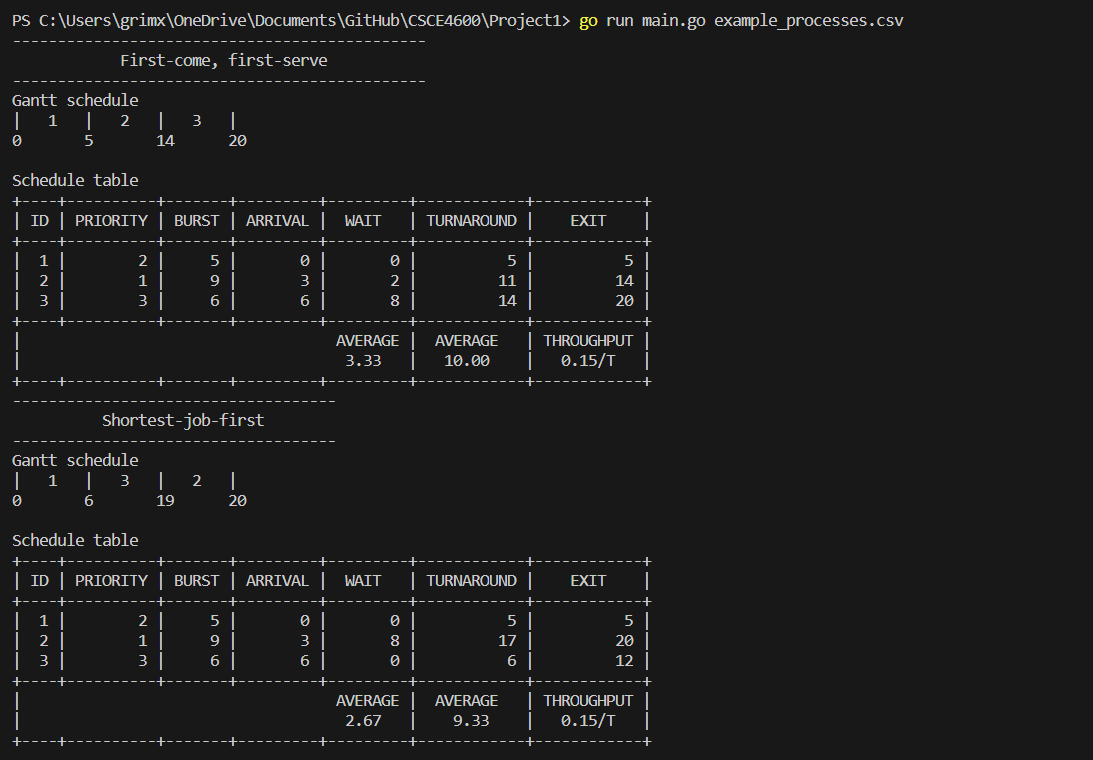 PS C:\Users\grimx\OneDrive\Documents\GitHub\CSCE4600\Project1> go run main.go example_processes.csv
----------------------------------------------
            First-come, first-serve
----------------------------------------------
Gantt schedule
|   1   |   2   |   3   |
0       5       14      20

Schedule table
+----+----------+-------+---------+---------+------------+------------+
| ID | PRIORITY | BURST | ARRIVAL |  WAIT   | TURNAROUND |    EXIT    |
+----+----------+-------+---------+---------+------------+------------+
|  1 |        2 |     5 |       0 |       0 |          5 |          5 |
|  2 |        1 |     9 |       3 |       2 |         11 |         14 |
|  3 |        3 |     6 |       6 |       8 |         14 |         20 |
+----+----------+-------+---------+---------+------------+------------+
|                                   AVERAGE |  AVERAGE   | THROUGHPUT |
|                                    3.33   |   10.00    |   0.15/T   |
+----+----------+-------+---------+---------+------------+------------+
------------------------------------
          Shortest-job-first
------------------------------------
Gantt schedule
|   1   |   3   |   2   |
0       6       19      20

Schedule table
+----+----------+-------+---------+---------+------------+------------+
| ID | PRIORITY | BURST | ARRIVAL |  WAIT   | TURNAROUND |    EXIT    |
+----+----------+-------+---------+---------+------------+------------+
|  1 |        2 |     5 |       0 |       0 |          5 |          5 |
|  2 |        1 |     9 |       3 |       8 |         17 |         20 |
|  3 |        3 |     6 |       6 |       0 |          6 |         12 |
+----+----------+-------+---------+---------+------------+------------+
|                                   AVERAGE |  AVERAGE   | THROUGHPUT |
|                                    2.67   |    9.33    |   0.15/T   |
+----+----------+-------+---------+---------+------------+------------+